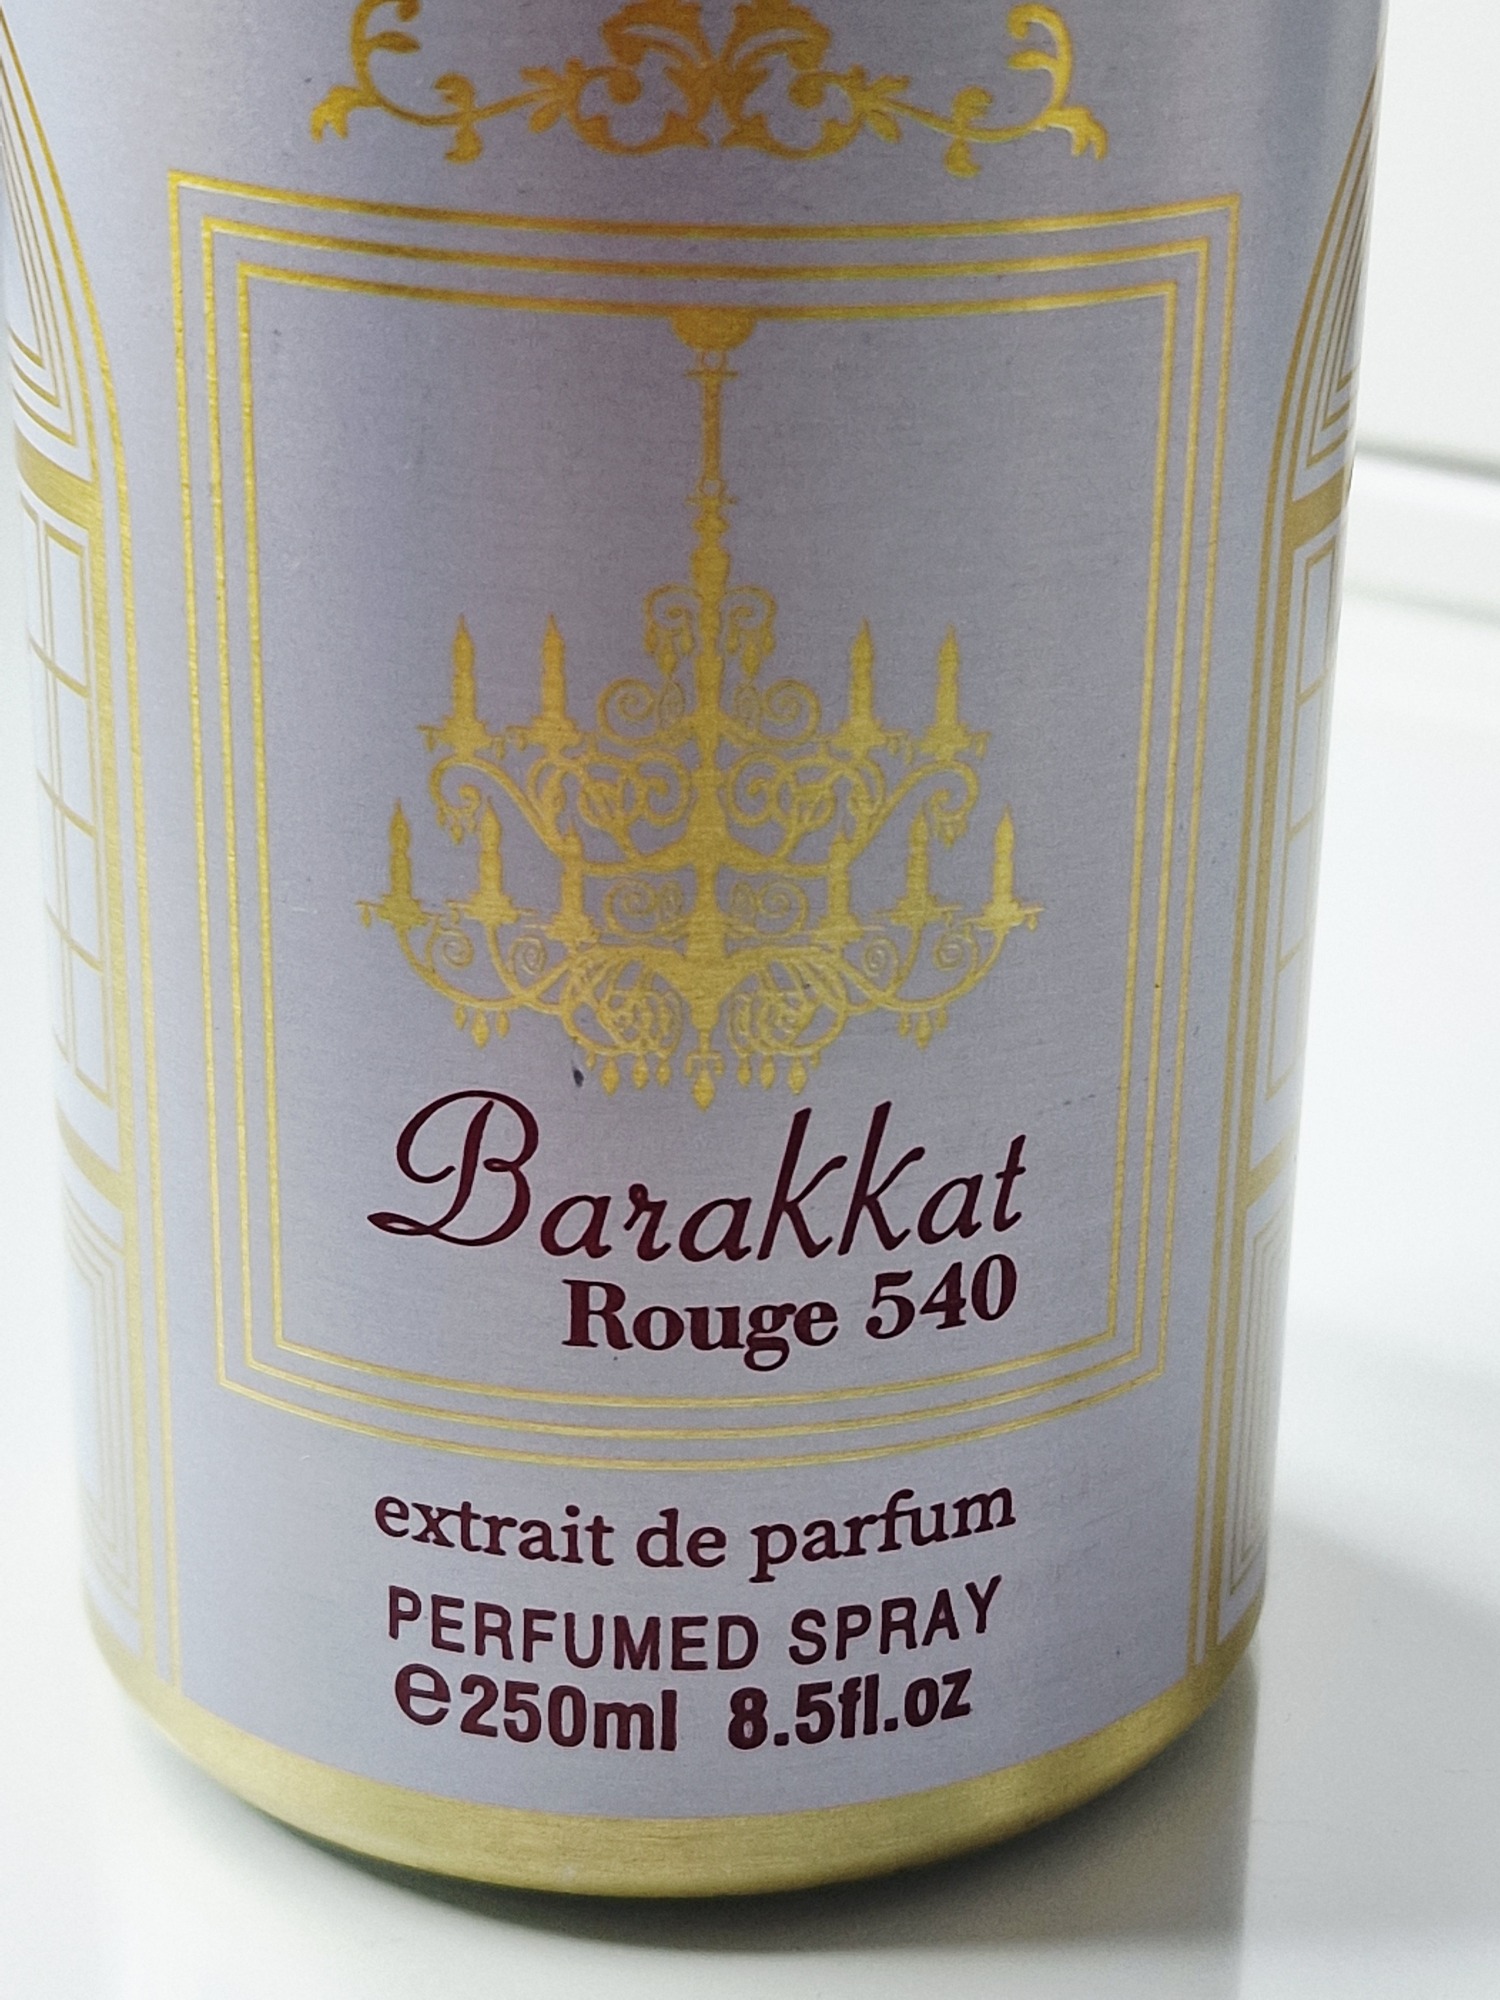 Barakkat
Rouge 540
extrait de parfum
PERFUMED SPRAY
℮250ml 8.5fl.oz